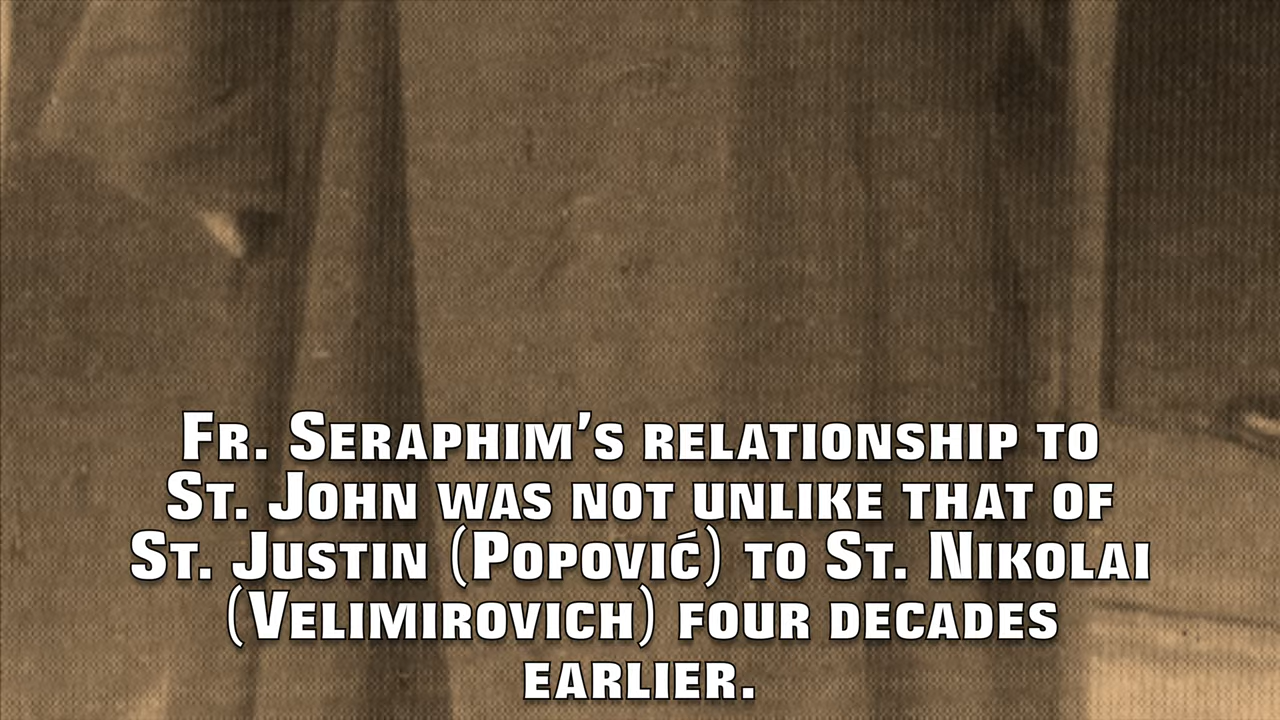 Fr. Seraphim's relationship to
St. John was not unlike that of
St. Justin (Popović) to St. Nikolai
(Velimirovich) four decades
earlier.